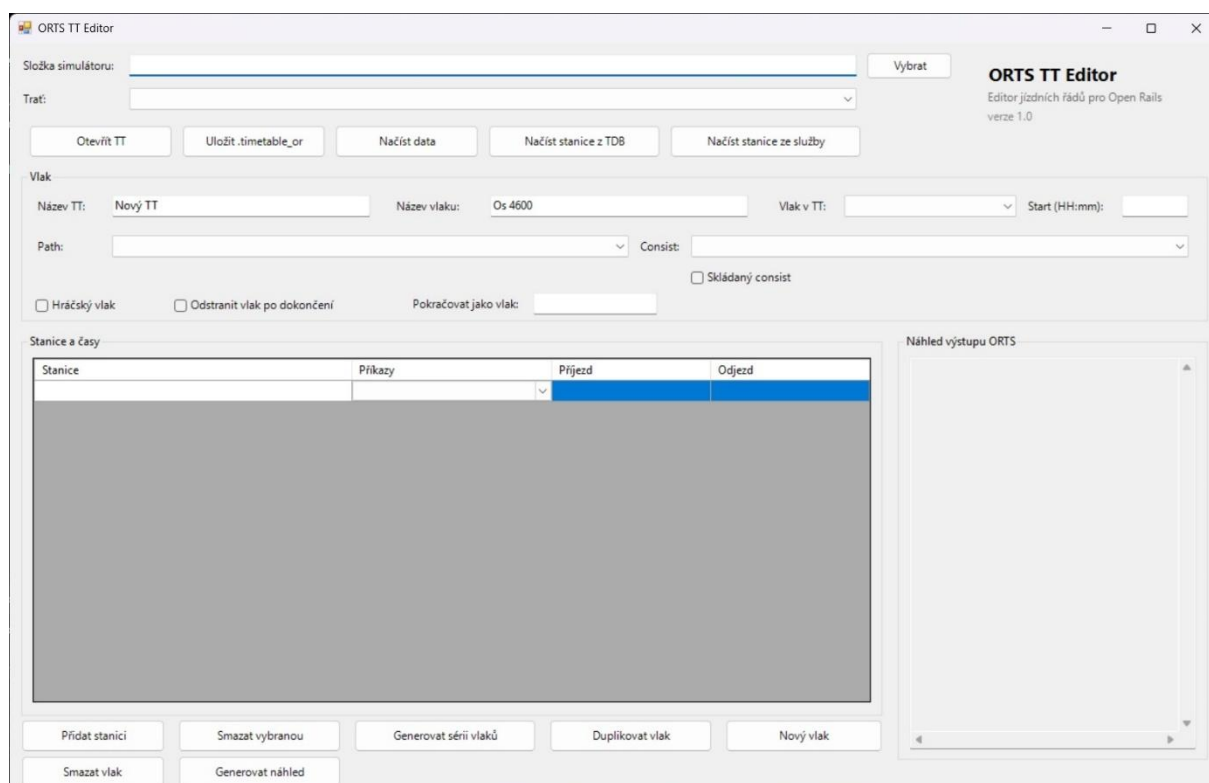 ORTS TT Editor
Složka simulátoru:
Vybrat
ORTS TT Editor
Trať:
Editor jízdních řádů pro Open Rails
verze 1.0
Otevřít TT
Uložit .timetable_or
Načíst data
Načíst stanice z TDB
Načíst stanice ze služby
Vlak
Název TT: Nový TT
Název vlaku: Os 4600
Vlak v TT:
Start (HH:mm):
Path:
Consist:
Skládaný consist
Hráčský vlak
Odstranit vlak po dokončení
Pokračovat jako vlak:
Stanice a časy
Náhled výstupu ORTS
Stanice
Příkazy
Příjezd
Odjezd
Přidat stanici
Smazat vybranou
Generovat sérii vlaků
Duplikovat vlak
Nový vlak
Smazat vlak
Generovat náhled